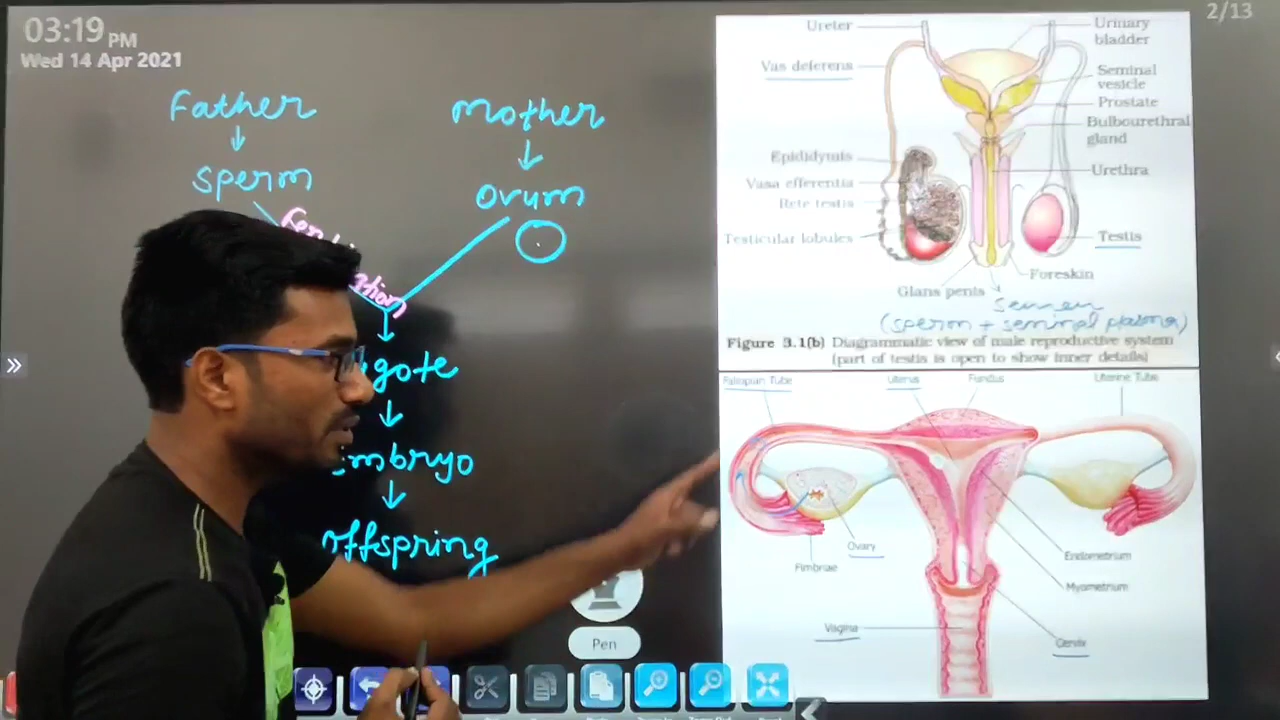 03:19 PM
Wed 14 Apr 2021
2/13
Father
Mother
sperm
ovum
Embryo
offspring
Ureter
Urinary
bladder
Vas deferens
Seminal
vesicle
Prostate
Bulbourethral
gland
Epididymis
Urethra
Vasa efferentia
Rete testis
Testicular lobules
Testis
Foreskin
Glans penis
semen
(sperm + seminal plasma)
Figure 3.1(b) Diagrammatic view of male reproductive system
(part of testis is open to show inner details)
Fallopian Tube
Uterus
Fundus
Uterine Tube
Ovary
Fimbriae
Endometrium
Myometrium
Vagina
Cervix
Pen